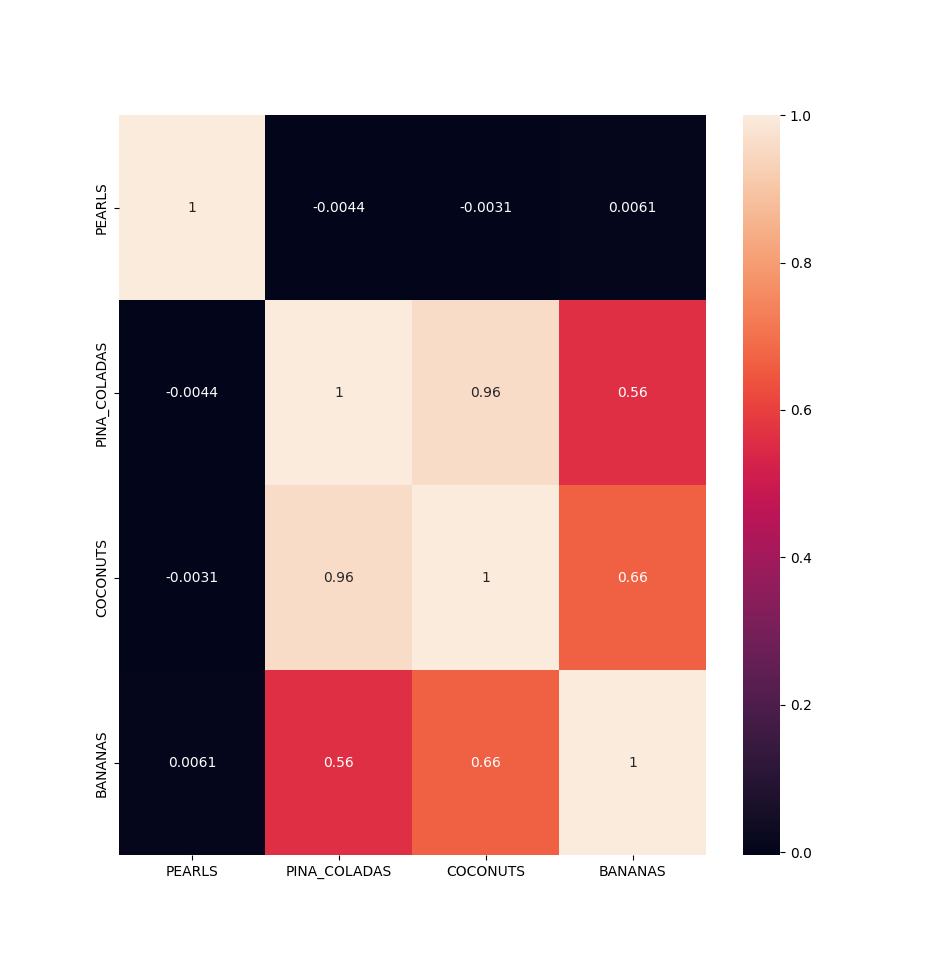 1.0
PEARLS 1 -0.0044 -0.0031 0.0061
0.8
PINA_COLADAS -0.0044 1 0.96 0.56
0.6
COCONUTS -0.0031 0.96 1 0.66
0.4
0.2
BANANAS 0.0061 0.56 0.66 1
0.0
PEARLS PINA_COLADAS COCONUTS BANANAS